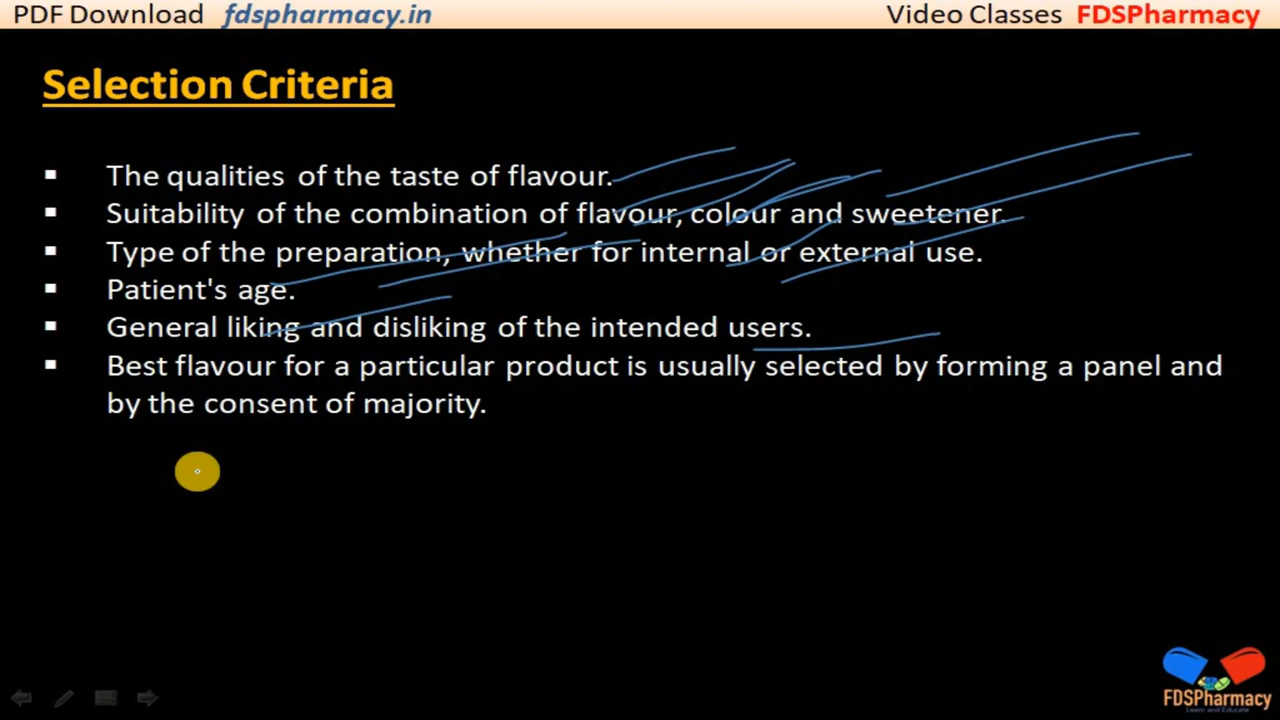 PDF Download fdspharmacy.in Video Classes FDSPharmacy
Selection Criteria
▪ The qualities of the taste of flavour.
▪ Suitability of the combination of flavour, colour and sweetener.
▪ Type of the preparation, whether for internal or external use.
▪ Patient's age.
▪ General liking and disliking of the intended users.
▪ Best flavour for a particular product is usually selected by forming a panel and
by the consent of majority.
FDSPharmacy
Learn and Educate